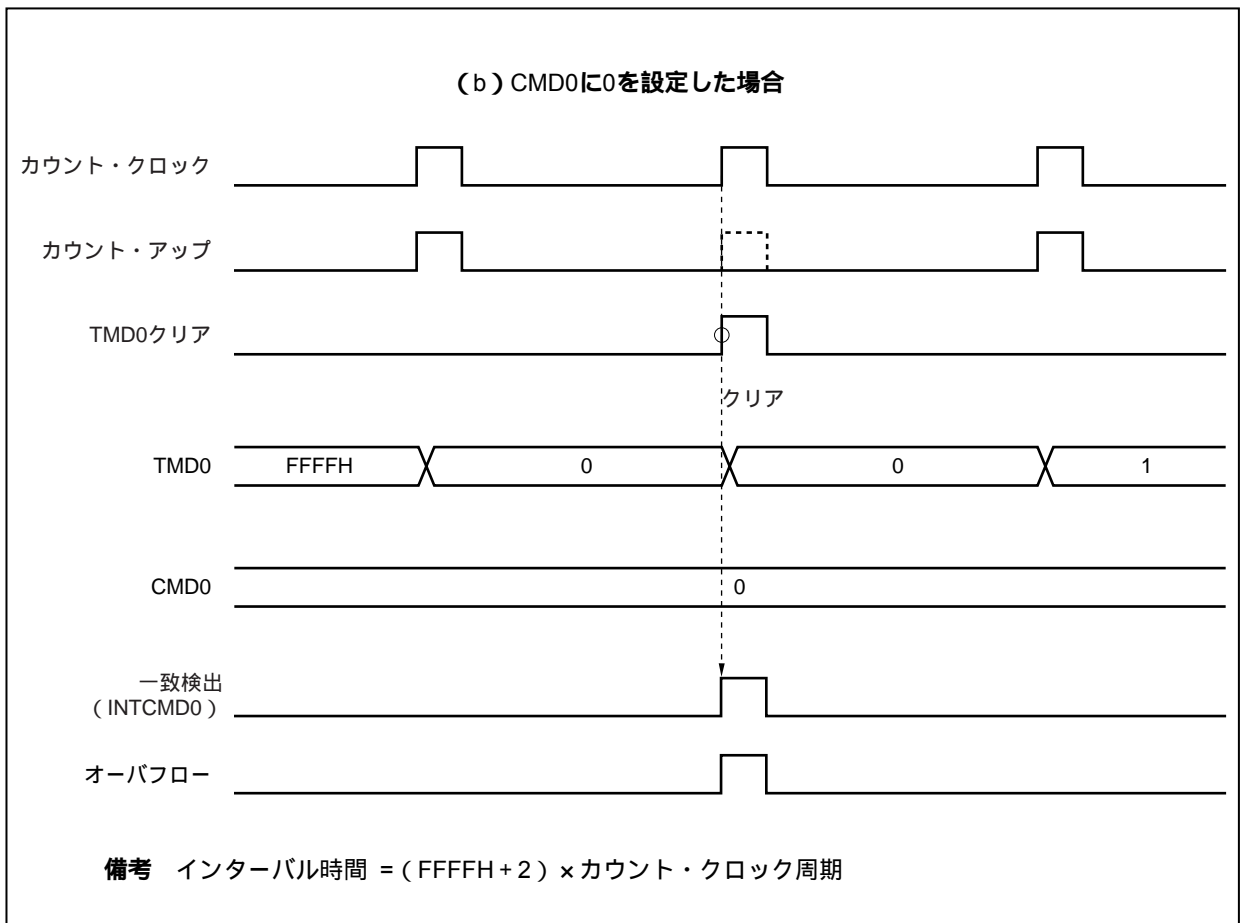 （b）CMD0に0を設定した場合
カウント・クロック
カウント・アップ
TMD0クリア
クリア
TMD0
FFFFH
0
0
1
CMD0
0
一致検出
（INTCMD0）
オーバフロー
備考 インターバル時間 =（FFFFH + 2）×カウント・クロック周期